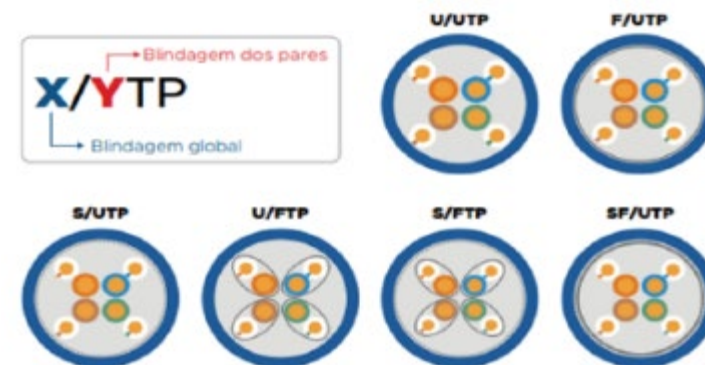 U/UTP
F/UTP
Blindagem dos pares
X/YTP
Blindagem global
S/UTP
U/FTP
S/FTP
SF/UTP